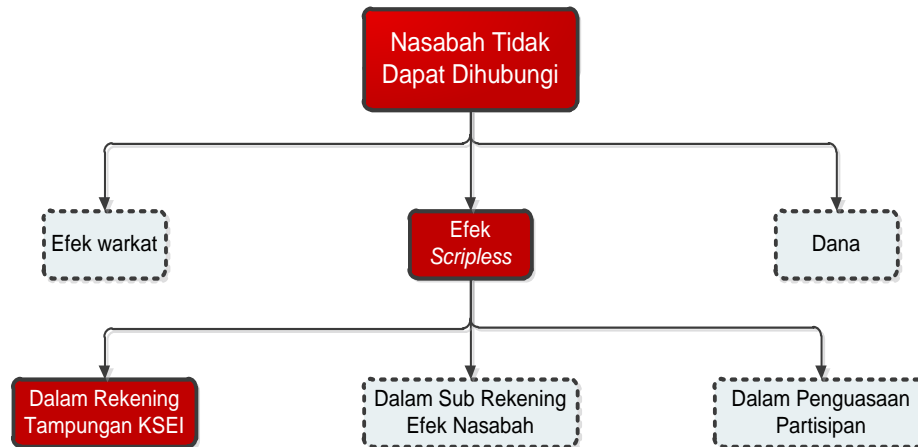 Nasabah Tidak
Dapat Dihubungi
Efek warkat
Efek
Scripless
Dana
Dalam Rekening
Tampungan KSEI
Dalam Sub Rekening
Efek Nasabah
Dalam Penguasaan
Partisipan